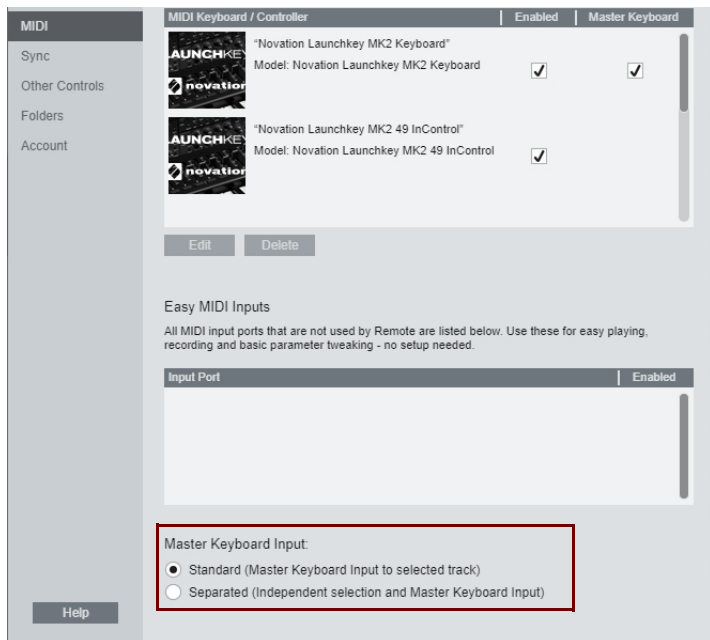 MIDI
Sync
Other Controls
Folders
Account
Help
MIDI Keyboard / Controller Enabled Master Keyboard
AUNCHKEY
novation
“Novation Launchkey MK2 Keyboard”
Model: Novation Launchkey MK2 Keyboard
AUNCHKEY
novation
“Novation Launchkey MK2 49 InControl”
Model: Novation Launchkey MK2 49 InControl
Edit Delete
Easy MIDI Inputs
All MIDI input ports that are not used by Remote are listed below. Use these for easy playing,
recording and basic parameter tweaking - no setup needed.
Input Port Enabled
Master Keyboard Input:
Standard (Master Keyboard Input to selected track)
Separated (Independent selection and Master Keyboard Input)